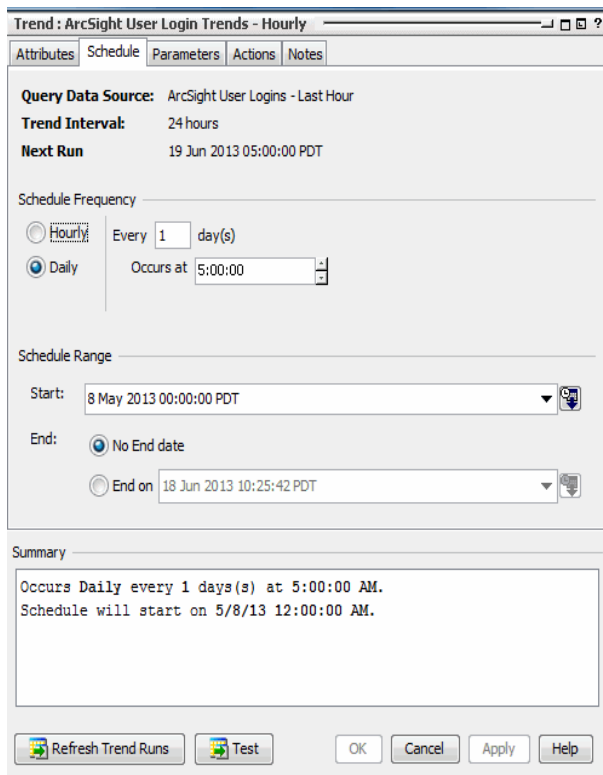 Trend : ArcSight User Login Trends - Hourly
Attributes Schedule Parameters Actions Notes
Query Data Source: ArcSight User Logins - Last Hour
Trend Interval: 24 hours
Next Run 19 Jun 2013 05:00:00 PDT
Schedule Frequency
Hourly Every 1 day(s)
Daily Occurs at 5:00:00
Schedule Range
Start: 8 May 2013 00:00:00 PDT
End: No End date
End on 18 Jun 2013 10:25:42 PDT
Summary
Occurs Daily every 1 days(s) at 5:00:00 AM.
Schedule will start on 5/8/13 12:00:00 AM.
Refresh Trend Runs Test OK Cancel Apply Help